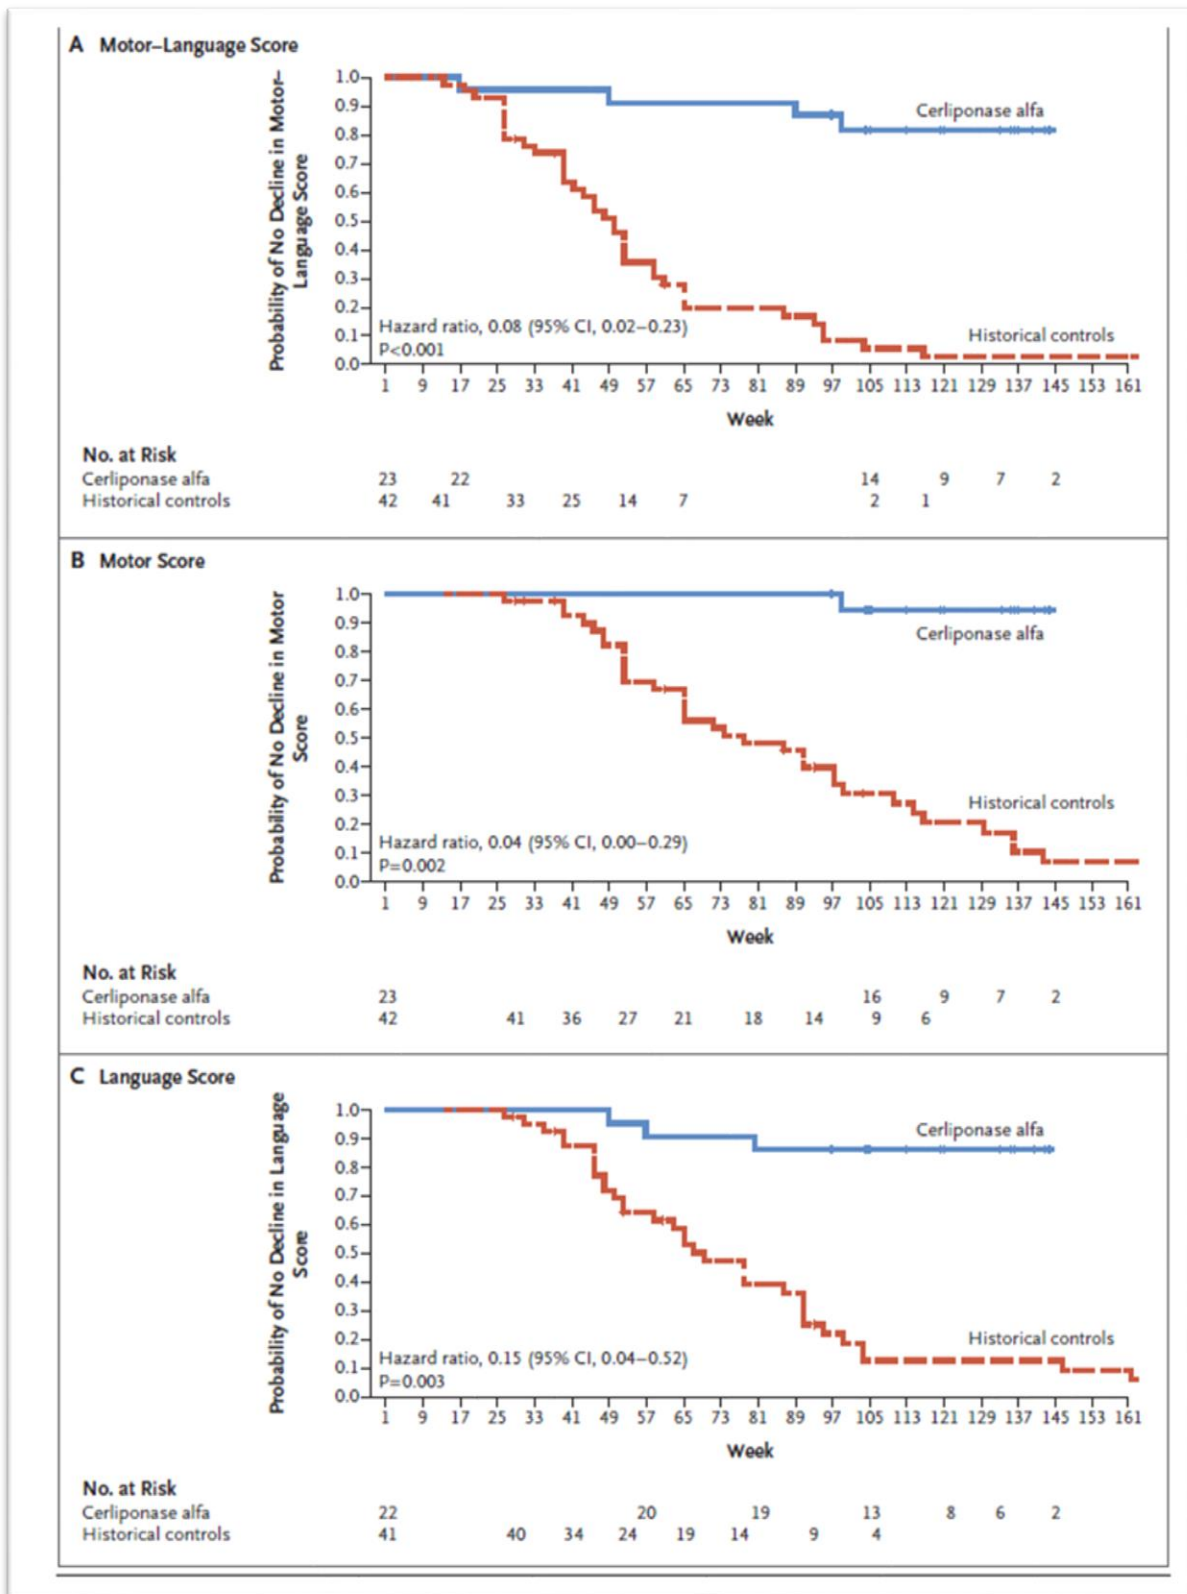 A Motor–Language Score
Probability of No Decline in Motor–
Language Score
1.0
0.9
0.8
0.7
0.6
0.5
0.4
0.3
0.2
0.1
0.0
Cerliponase alfa
Historical controls
Hazard ratio, 0.08 (95% CI, 0.02–0.23)
P<0.001
1 9 17 25 33 41 49 57 65 73 81 89 97 105 113 121 129 137 145 153 161
Week
No. at Risk
Cerliponase alfa 23 22 14 9 7 2
Historical controls 42 41 33 25 14 7 2 1
B Motor Score
Probability of No Decline in Motor
Score
1.0
0.9
0.8
0.7
0.6
0.5
0.4
0.3
0.2
0.1
0.0
Cerliponase alfa
Historical controls
Hazard ratio, 0.04 (95% CI, 0.00–0.29)
P=0.002
1 9 17 25 33 41 49 57 65 73 81 89 97 105 113 121 129 137 145 153 161
Week
No. at Risk
Cerliponase alfa 23 16 9 7 2
Historical controls 42 41 36 27 21 18 14 9 6
C Language Score
Probability of No Decline in Language
Score
1.0
0.9
0.8
0.7
0.6
0.5
0.4
0.3
0.2
0.1
0.0
Cerliponase alfa
Historical controls
Hazard ratio, 0.15 (95% CI, 0.04–0.52)
P=0.003
1 9 17 25 33 41 49 57 65 73 81 89 97 105 113 121 129 137 145 153 161
Week
No. at Risk
Cerliponase alfa 22 20 19 13 8 6 2
Historical controls 41 40 34 24 19 14 9 4